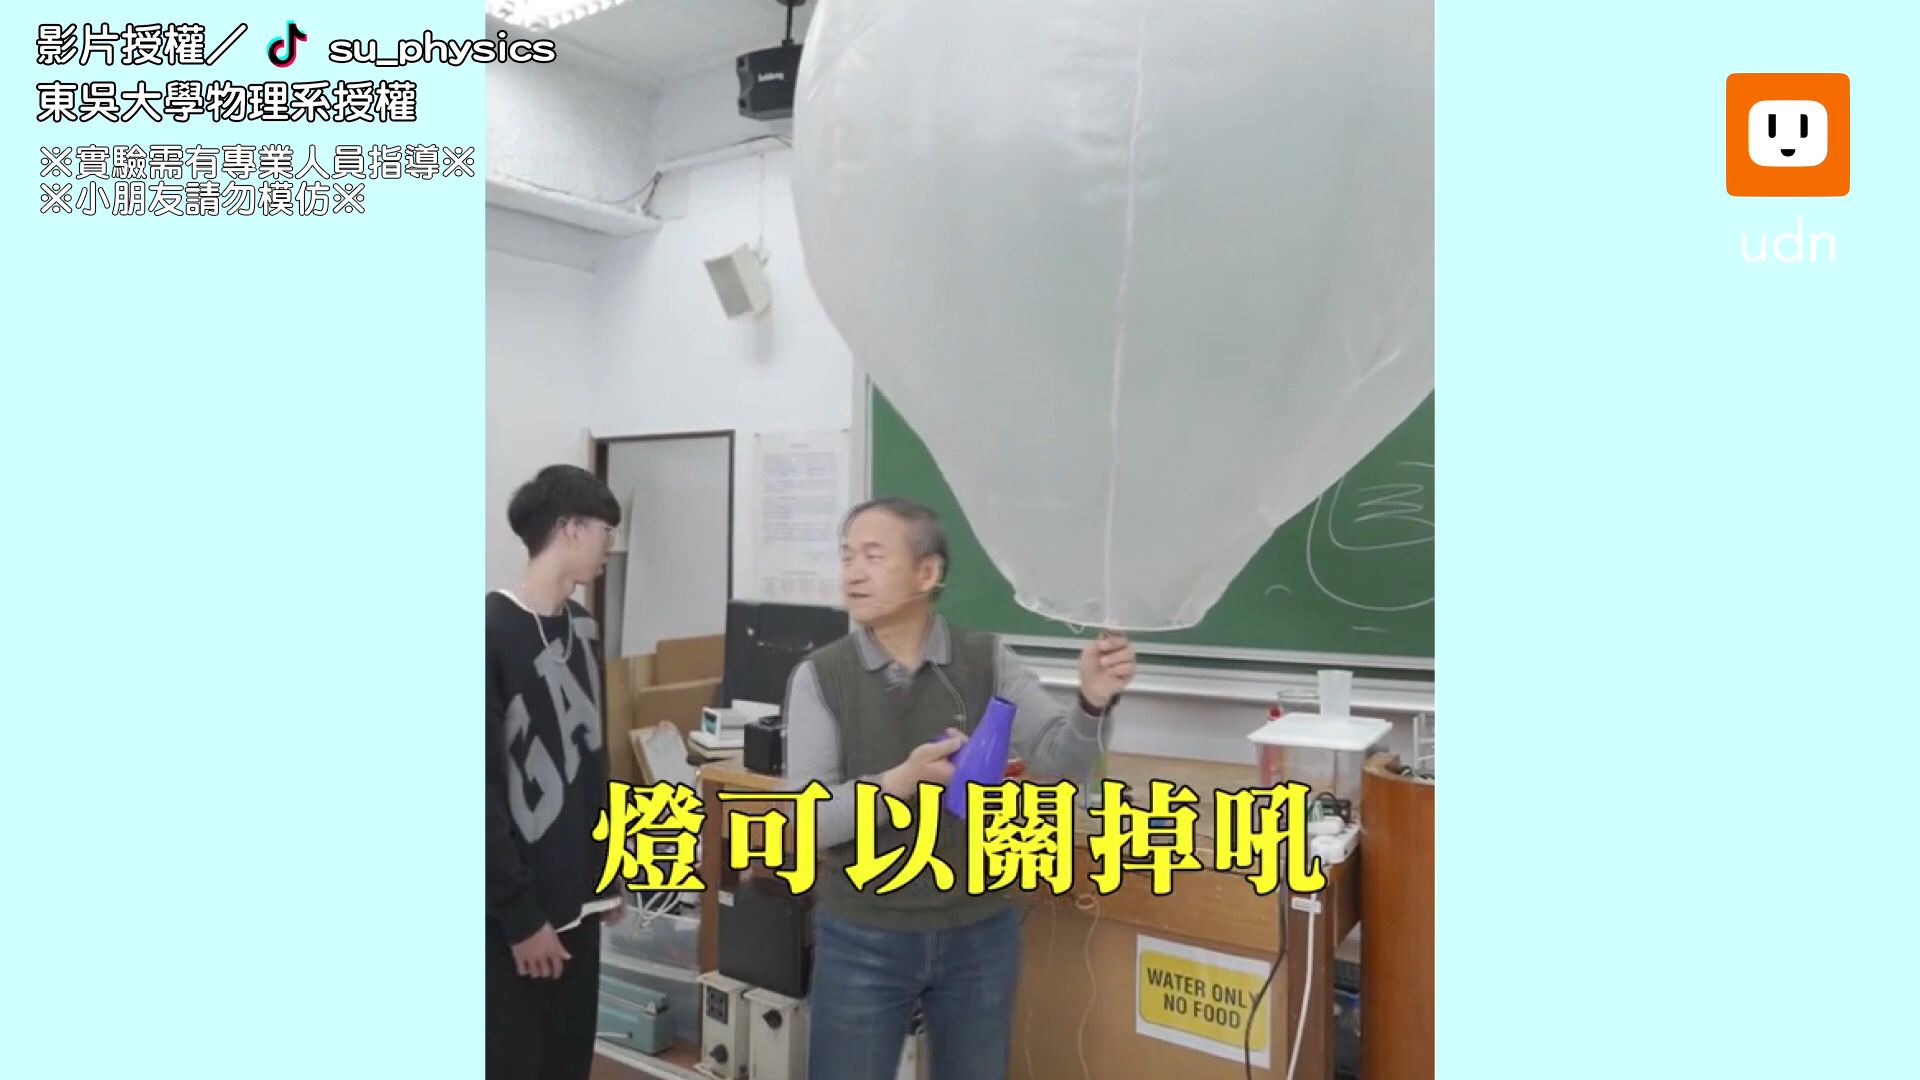 影片授權／ su_physics
東吳大學物理系授權
※實驗需有專業人員指導※
※小朋友請勿模仿※
udn
GAP
燈可以關掉吼
WATER ONLY
NO FOOD